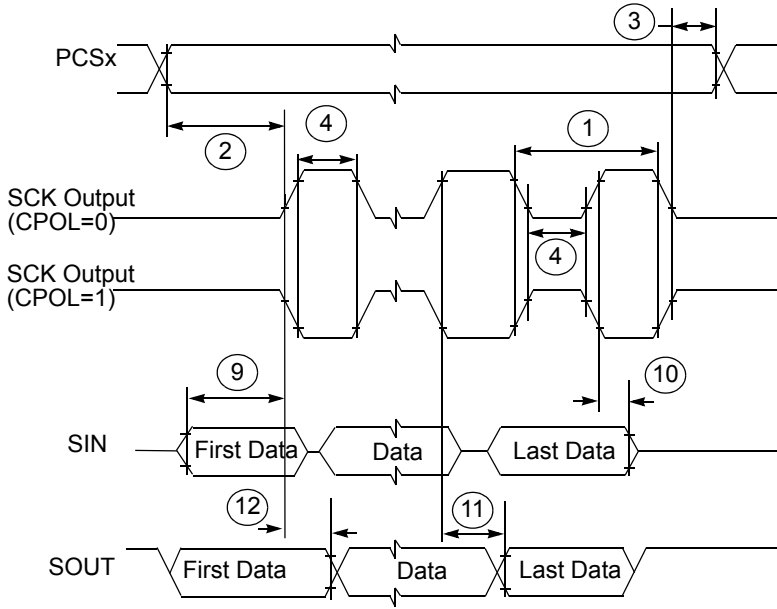 3
PCSx
2
4
1
SCK Output
(CPOL=0)
4
SCK Output
(CPOL=1)
9
10
SIN
First Data
Data
Last Data
12
11
SOUT
First Data
Data
Last Data